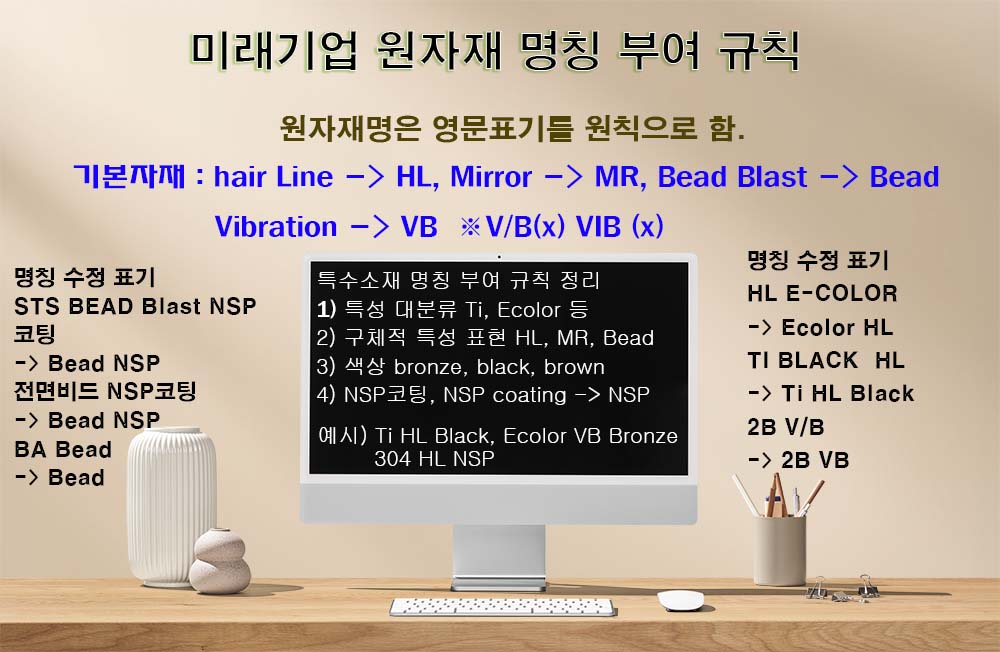 미래기업 원자재 명칭 부여 규칙
원자재명은 영문표기를 원칙으로 함.
기본자재 : hair Line -> HL, Mirror -> MR, Bead Blast -> Bead
Vibration -> VB ※V/B(x) VIB (x)
명칭 수정 표기
STS BEAD Blast NSP
코팅
-> Bead NSP
전면비드 NSP코팅
-> Bead NSP
BA Bead
-> Bead
특수소재 명칭 부여 규칙 정리
1) 특성 대분류 Ti, Ecolor 등
2) 구체적 특성 표현 HL, MR, Bead
3) 색상 bronze, black, brown
4) NSP코팅, NSP coating -> NSP
예시) Ti HL Black, Ecolor VB Bronze
304 HL NSP
명칭 수정 표기
HL E-COLOR
-> Ecolor HL
TI BLACK HL
-> Ti HL Black
2B V/B
-> 2B VB